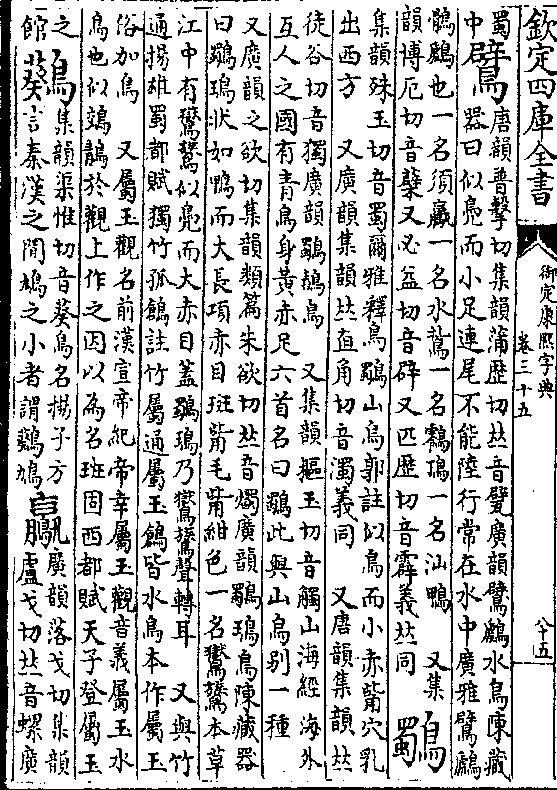 欽定四庫全書
御定康熙字典
卷三十五
八十五
蜀
中
鷿
唐韻普擊切集韻蒲歷切𠀤音甓廣韻鷿鷉水鳥陳藏
器曰似鳬而小足連尾不能陸行常在水中廣雅鷿鷉
鶻鷉也一名須鸁一名水鵞一名鸐鳿一名油鴨 又集
韻博厄切音蘗又必益切音辟又匹歷切音霹義𠀤同
鸀
集韻殊玉切音蜀爾雅釋鳥鸀山烏郭註似烏而小赤觜穴乳
出西方 又廣韻集韻𠀤直角切音濁義同 又唐韻集韻𠀤
徒谷切音獨廣韻鸀鶶鳥 又集韻樞玉切音觸山海經海外
互人之國有青鳥身黃赤足六首名曰鸀此與山烏别一種
又廣韻之欲切集韻類篇朱欲切𠀤音燭廣韻鸀鳿鳥陳藏器
曰鸀鳿狀如鴨而大長項赤目斑觜毛紫紺色一名鸑鷟本草
江中有鸑鷟似鳬而大赤目蓋鸀鳿乃鸑鷟聲轉耳 又與竹
通揚雄蜀都賦獨竹孤鶬註竹屬通屬玉鶬皆水鳥本作屬玉
俗加鳥 又屬玉觀名前漢宣帝紀帝幸屬玉觀音義屬玉水
鳥也似鵁鶄於觀上作之因以為名班固西都賦天子登屬玉
之
館
集韻渠惟切音葵鳥名揚子方
言秦漢之間鳩之小者謂鷄鳩
鸁
廣韻落戈切集韻
盧戈切𠀤音螺廣